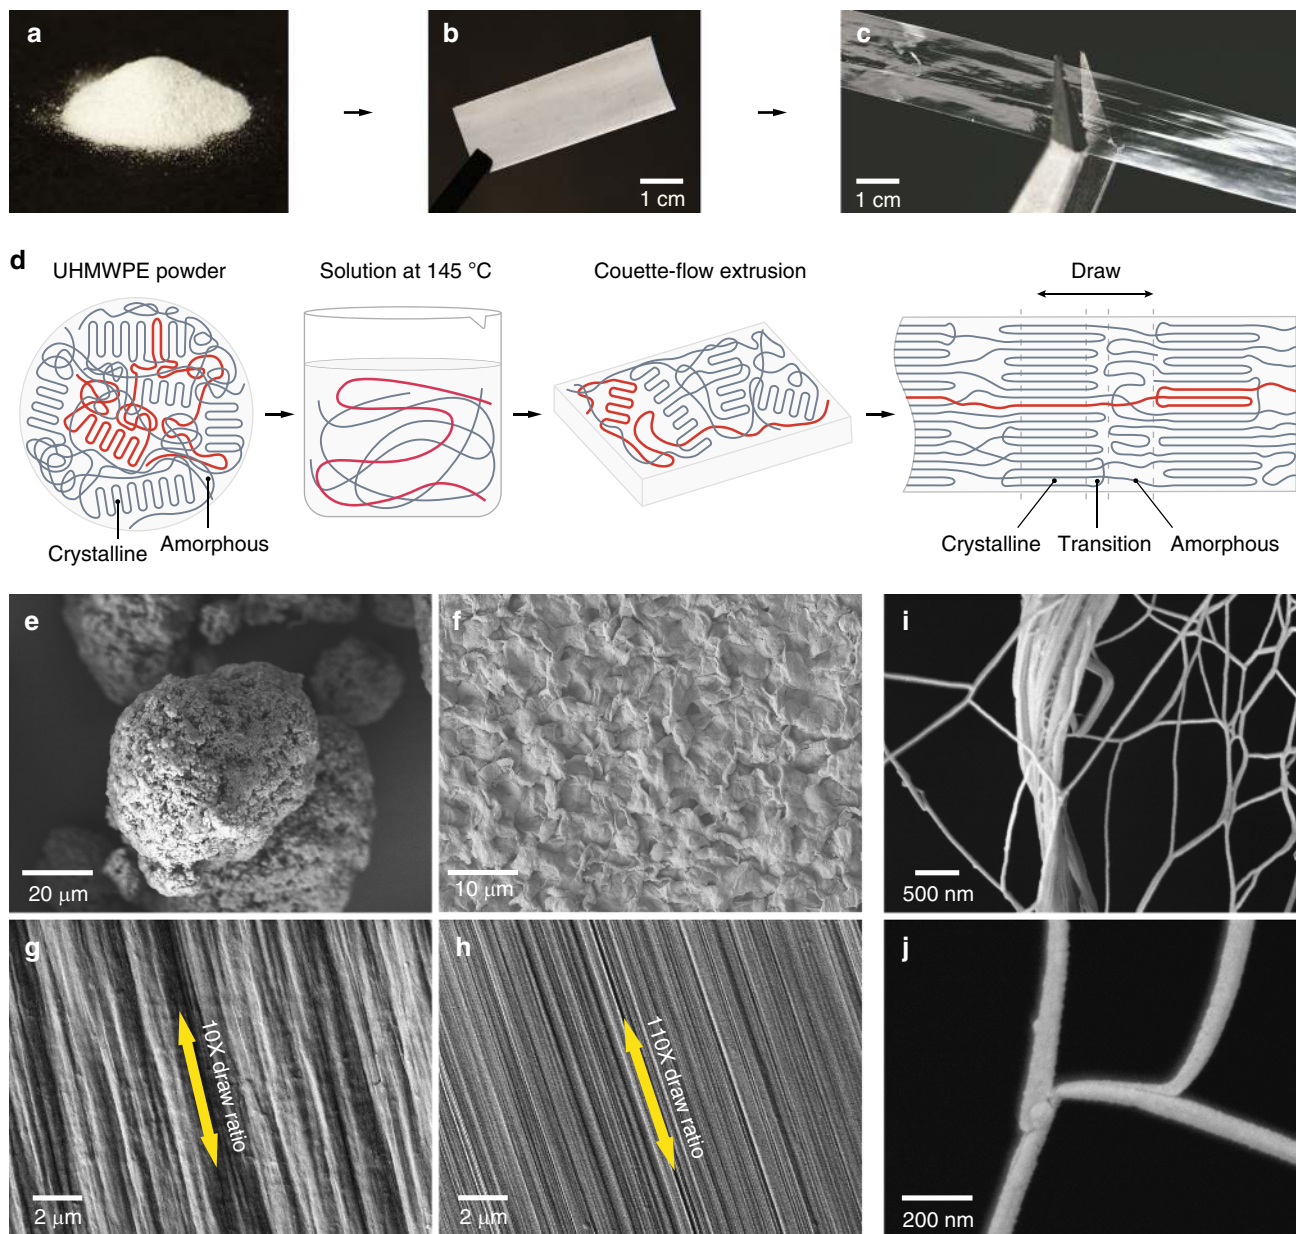 a
b
c
1 cm
1 cm
d
UHMWPE powder
Solution at 145 °C
Couette-flow extrusion
Draw
Crystalline
Amorphous
Crystalline
Transition
Amorphous
e
f
i
20 μm
10 μm
500 nm
g
h
j
10X draw ratio
110X draw ratio
2 μm
2 μm
200 nm